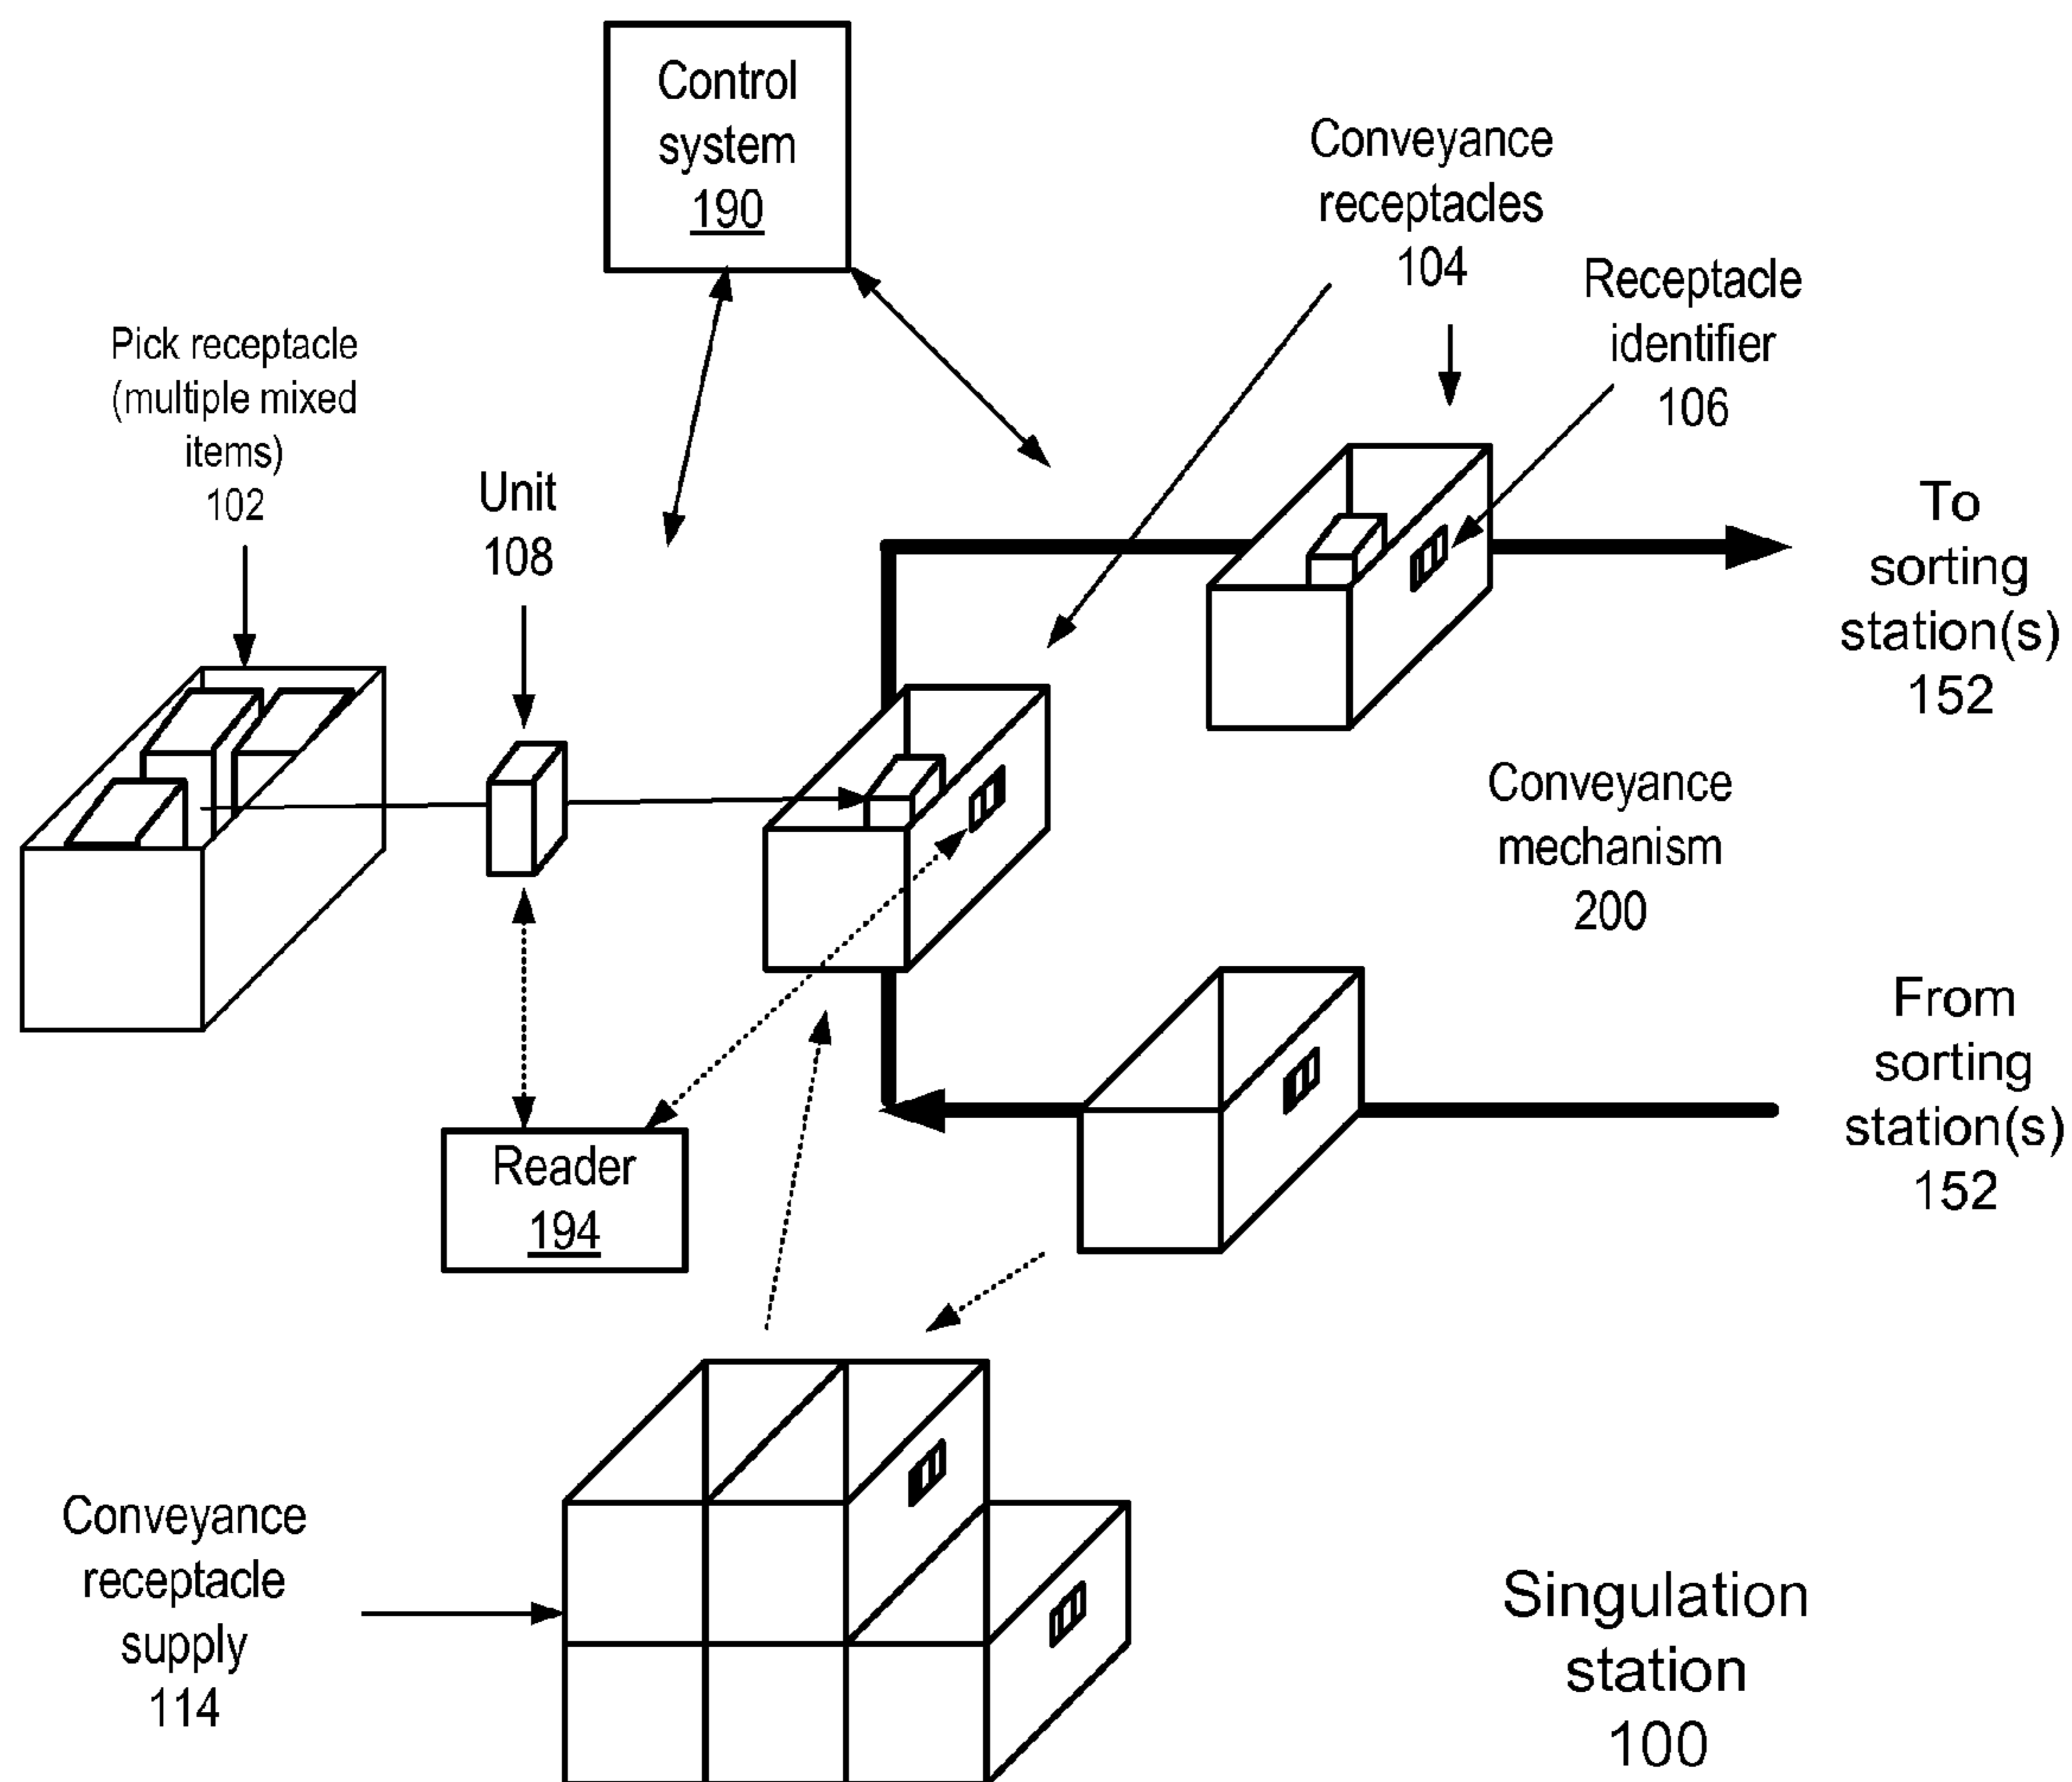 Control
system
190
Conveyance
receptacles
104
Receptacle
identifier
106
Pick receptacle
(multiple mixed
items)
102
Unit
108
To
sorting
station(s)
152
Conveyance
mechanism
200
From
sorting
station(s)
152
Reader
194
Conveyance
receptacle
supply
114
Singulation
station
100